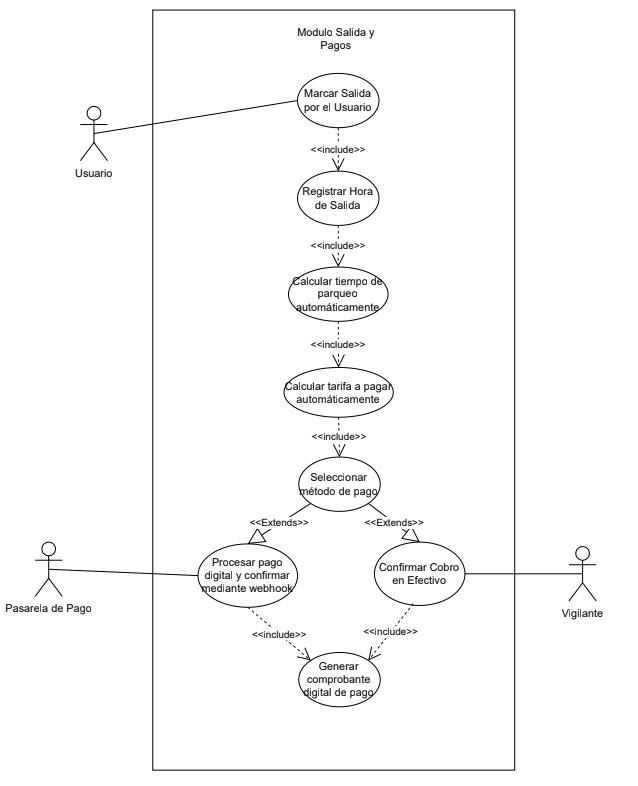 Modulo Salida y
Pagos
Marcar Salida
por el Usuario
Usuario
<<include>>
Registrar Hora
de Salida
<<include>>
Calcular tiempo de
parqueo
automáticamente
<<include>>
Calcular tarifa a pagar
automáticamente
<<include>>
Seleccionar
método de pago
<<Extends>>
<<Extends>>
Procesar pago
digital y confirmar
mediante webhook
Confirmar Cobro
en Efectivo
Pasarela de Pago
Vigilante
<<include>>
<<include>>
Generar
comprobante
digital de pago